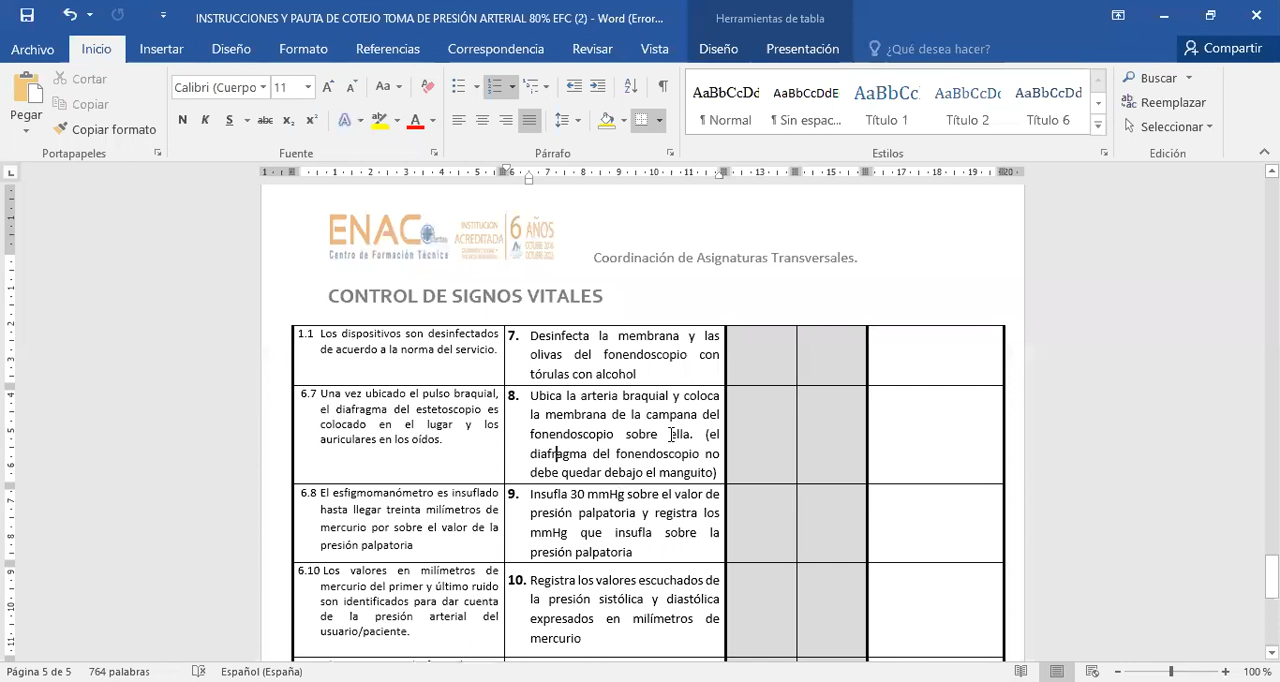 INSTRUCCIONES Y PAUTA DE COTEJO TOMA DE PRESIÓN ARTERIAL 80% EFC (2) - Word (Error...
Herramientas de tabla
Archivo Inicio Insertar Diseño Formato Referencias Correspondencia Revisar Vista Diseño Presentación ¿Qué desea hacer? Compartir
Pegar
Cortar
Copiar
Copiar formato
Portapapeles
Calibri (Cuerpo 11
Fuente
Párrafo
AaBbCcDd AaBbCcDdE AaBbCc AaBbCcDd AaBbCcDd
¶ Normal ¶ Sin espac... Título 1 Título 2 Título 6
Estilos
Buscar
Reemplazar
Seleccionar
Edición
ENAC
Centro de Formación Técnica
INSTITUCIÓN
ACREDITADA
6 AÑOS
Coordinación de Asignaturas Transversales.
CONTROL DE SIGNOS VITALES
1.1 Los dispositivos son desinfectados
de acuerdo a la norma del servicio.
7. Desinfecta la membrana y las
olivas del fonendoscopio con
tórulas con alcohol
6.7 Una vez ubicado el pulso braquial,
el diafragma del estetoscopio es
colocado en el lugar y los
auriculares en los oídos.
8. Ubica la arteria braquial y coloca
la membrana de la campana del
fonendoscopio sobre ella. (el
diafragma del fonendoscopio no
debe quedar debajo el manguito)
6.8 El esfigmomanómetro es insuflado
hasta llegar treinta milímetros de
mercurio por sobre el valor de la
presión palpatoria
9. Insufla 30 mmHg sobre el valor de
presión palpatoria y registra los
mmHg que insufla sobre la
presión palpatoria
6.10 Los valores en milímetros de
mercurio del primer y último ruido
son identificados para dar cuenta
de la presión arterial del
usuario/paciente.
10. Registra los valores escuchados de
la presión sistólica y diastólica
expresados en milímetros de
mercurio
Página 5 de 5 764 palabras Español (España) 100 %